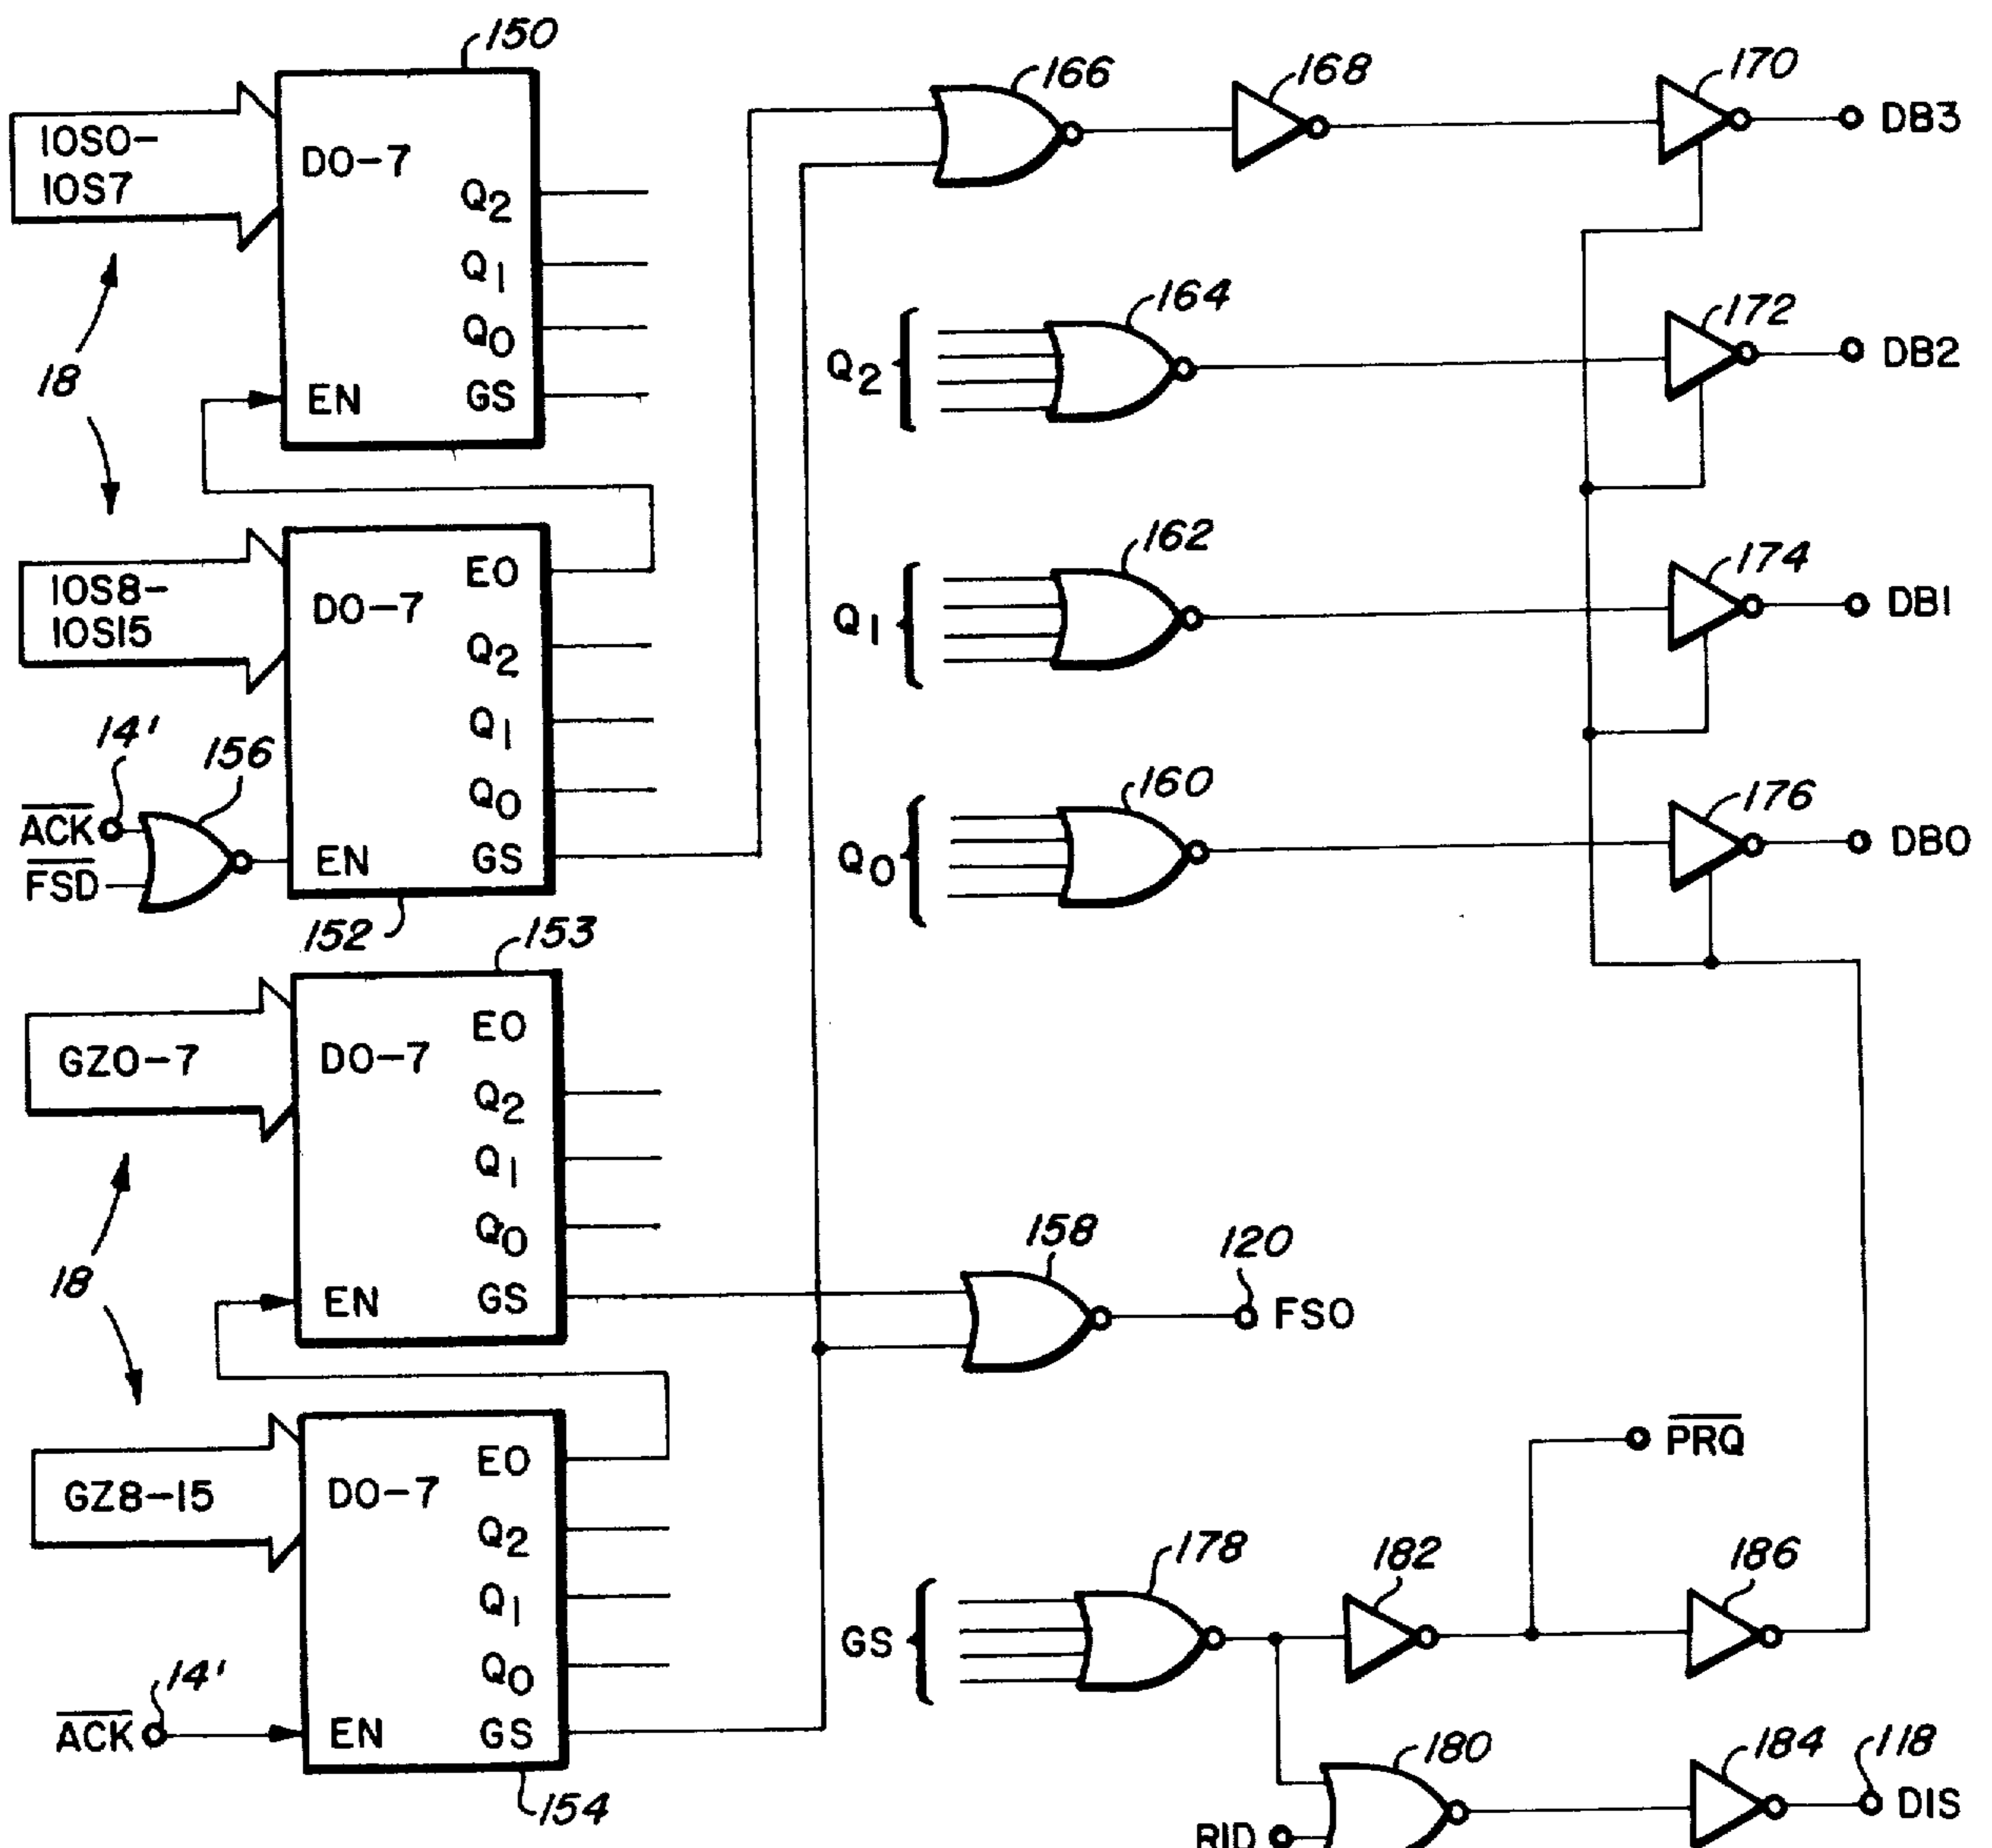 150
IOS0-
IOS7
D0-7
Q2
Q1
Q0
EN
GS
18
IOS8-
IOS15
D0-7
EO
Q2
Q1
Q0
EN
GS
14'
156
ACK
FSD
152
153
GZ0-7
D0-7
EO
Q2
Q1
Q0
EN
GS
18
GZ8-15
D0-7
EO
Q2
Q1
Q0
EN
GS
14'
ACK
154
166
168
170
DB3
164
Q2
172
DB2
162
Q1
174
DB1
160
Q0
176
DB0
158
120
FSO
PRQ
178
GS
182
186
180
184
118
DIS
RID